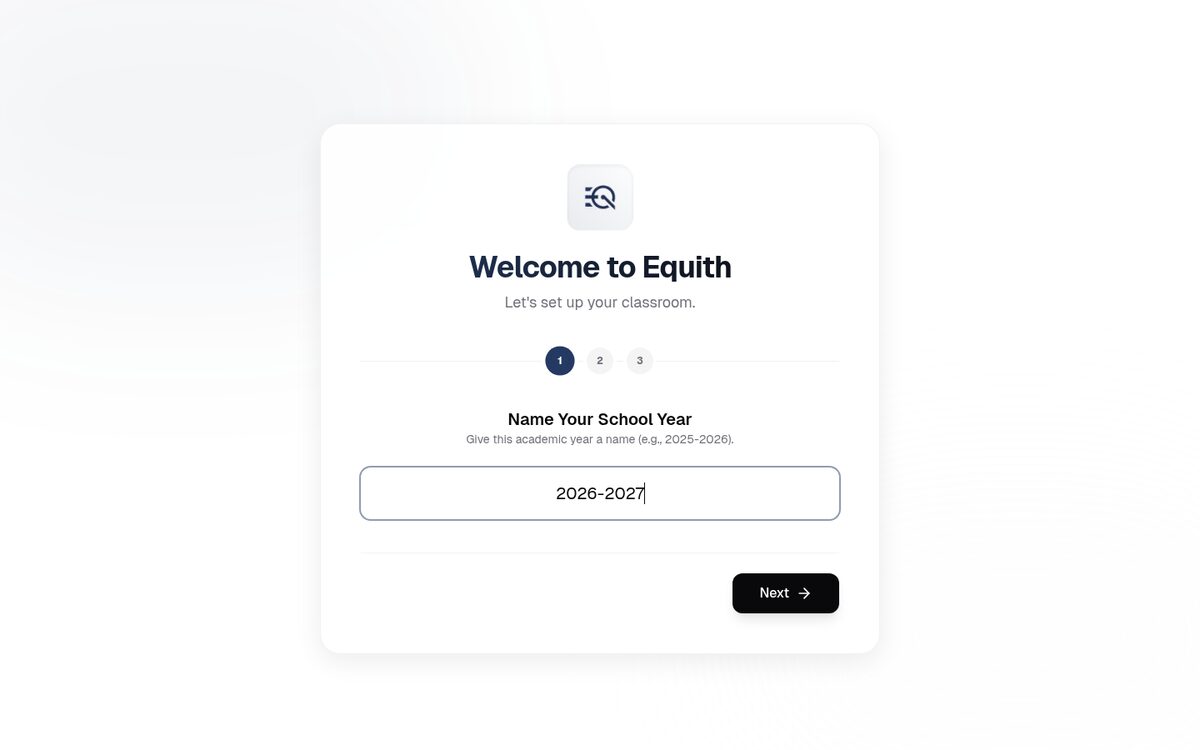 Welcome to Equith
Let's set up your classroom.
1 2 3
Name Your School Year
Give this academic year a name (e.g., 2025-2026).
2026-2027
Next